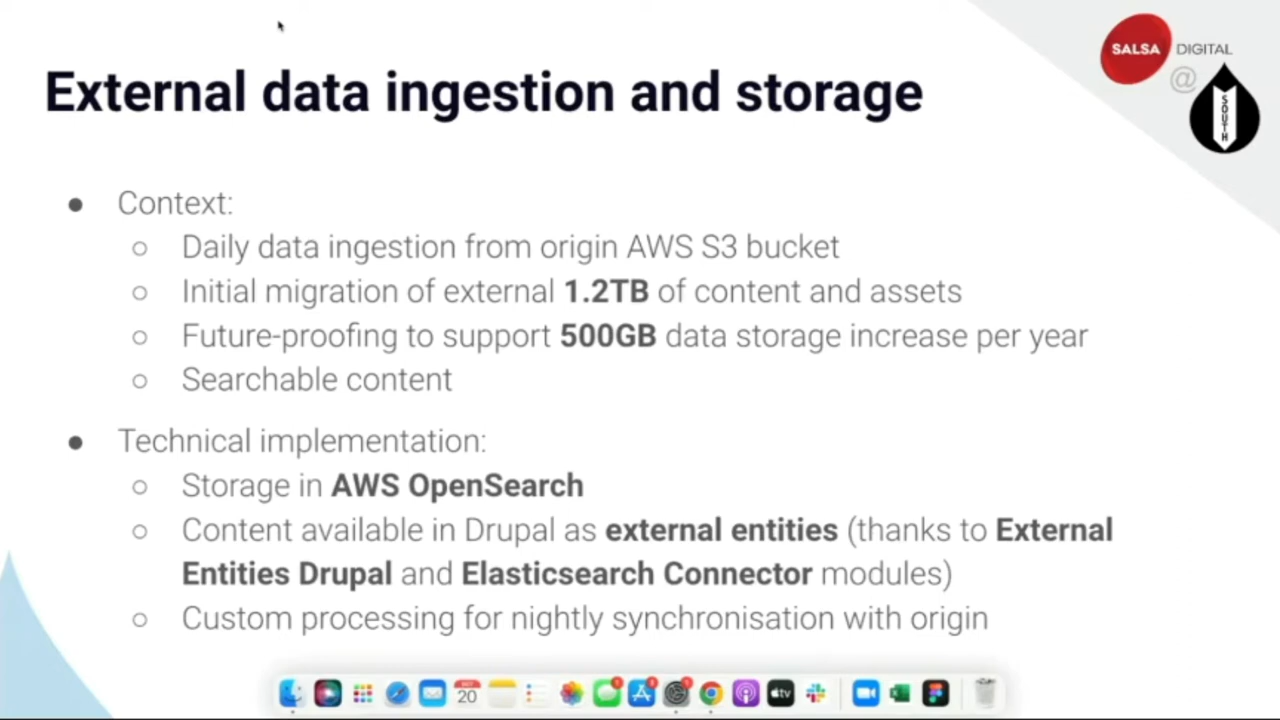 SALSA DIGITAL
@
SOUTH
External data ingestion and storage
● Context:
○ Daily data ingestion from origin AWS S3 bucket
○ Initial migration of external 1.2TB of content and assets
○ Future-proofing to support 500GB data storage increase per year
○ Searchable content
● Technical implementation:
○ Storage in AWS OpenSearch
○ Content available in Drupal as external entities (thanks to External
Entities Drupal and Elasticsearch Connector modules)
○ Custom processing for nightly synchronisation with origin
20
tv